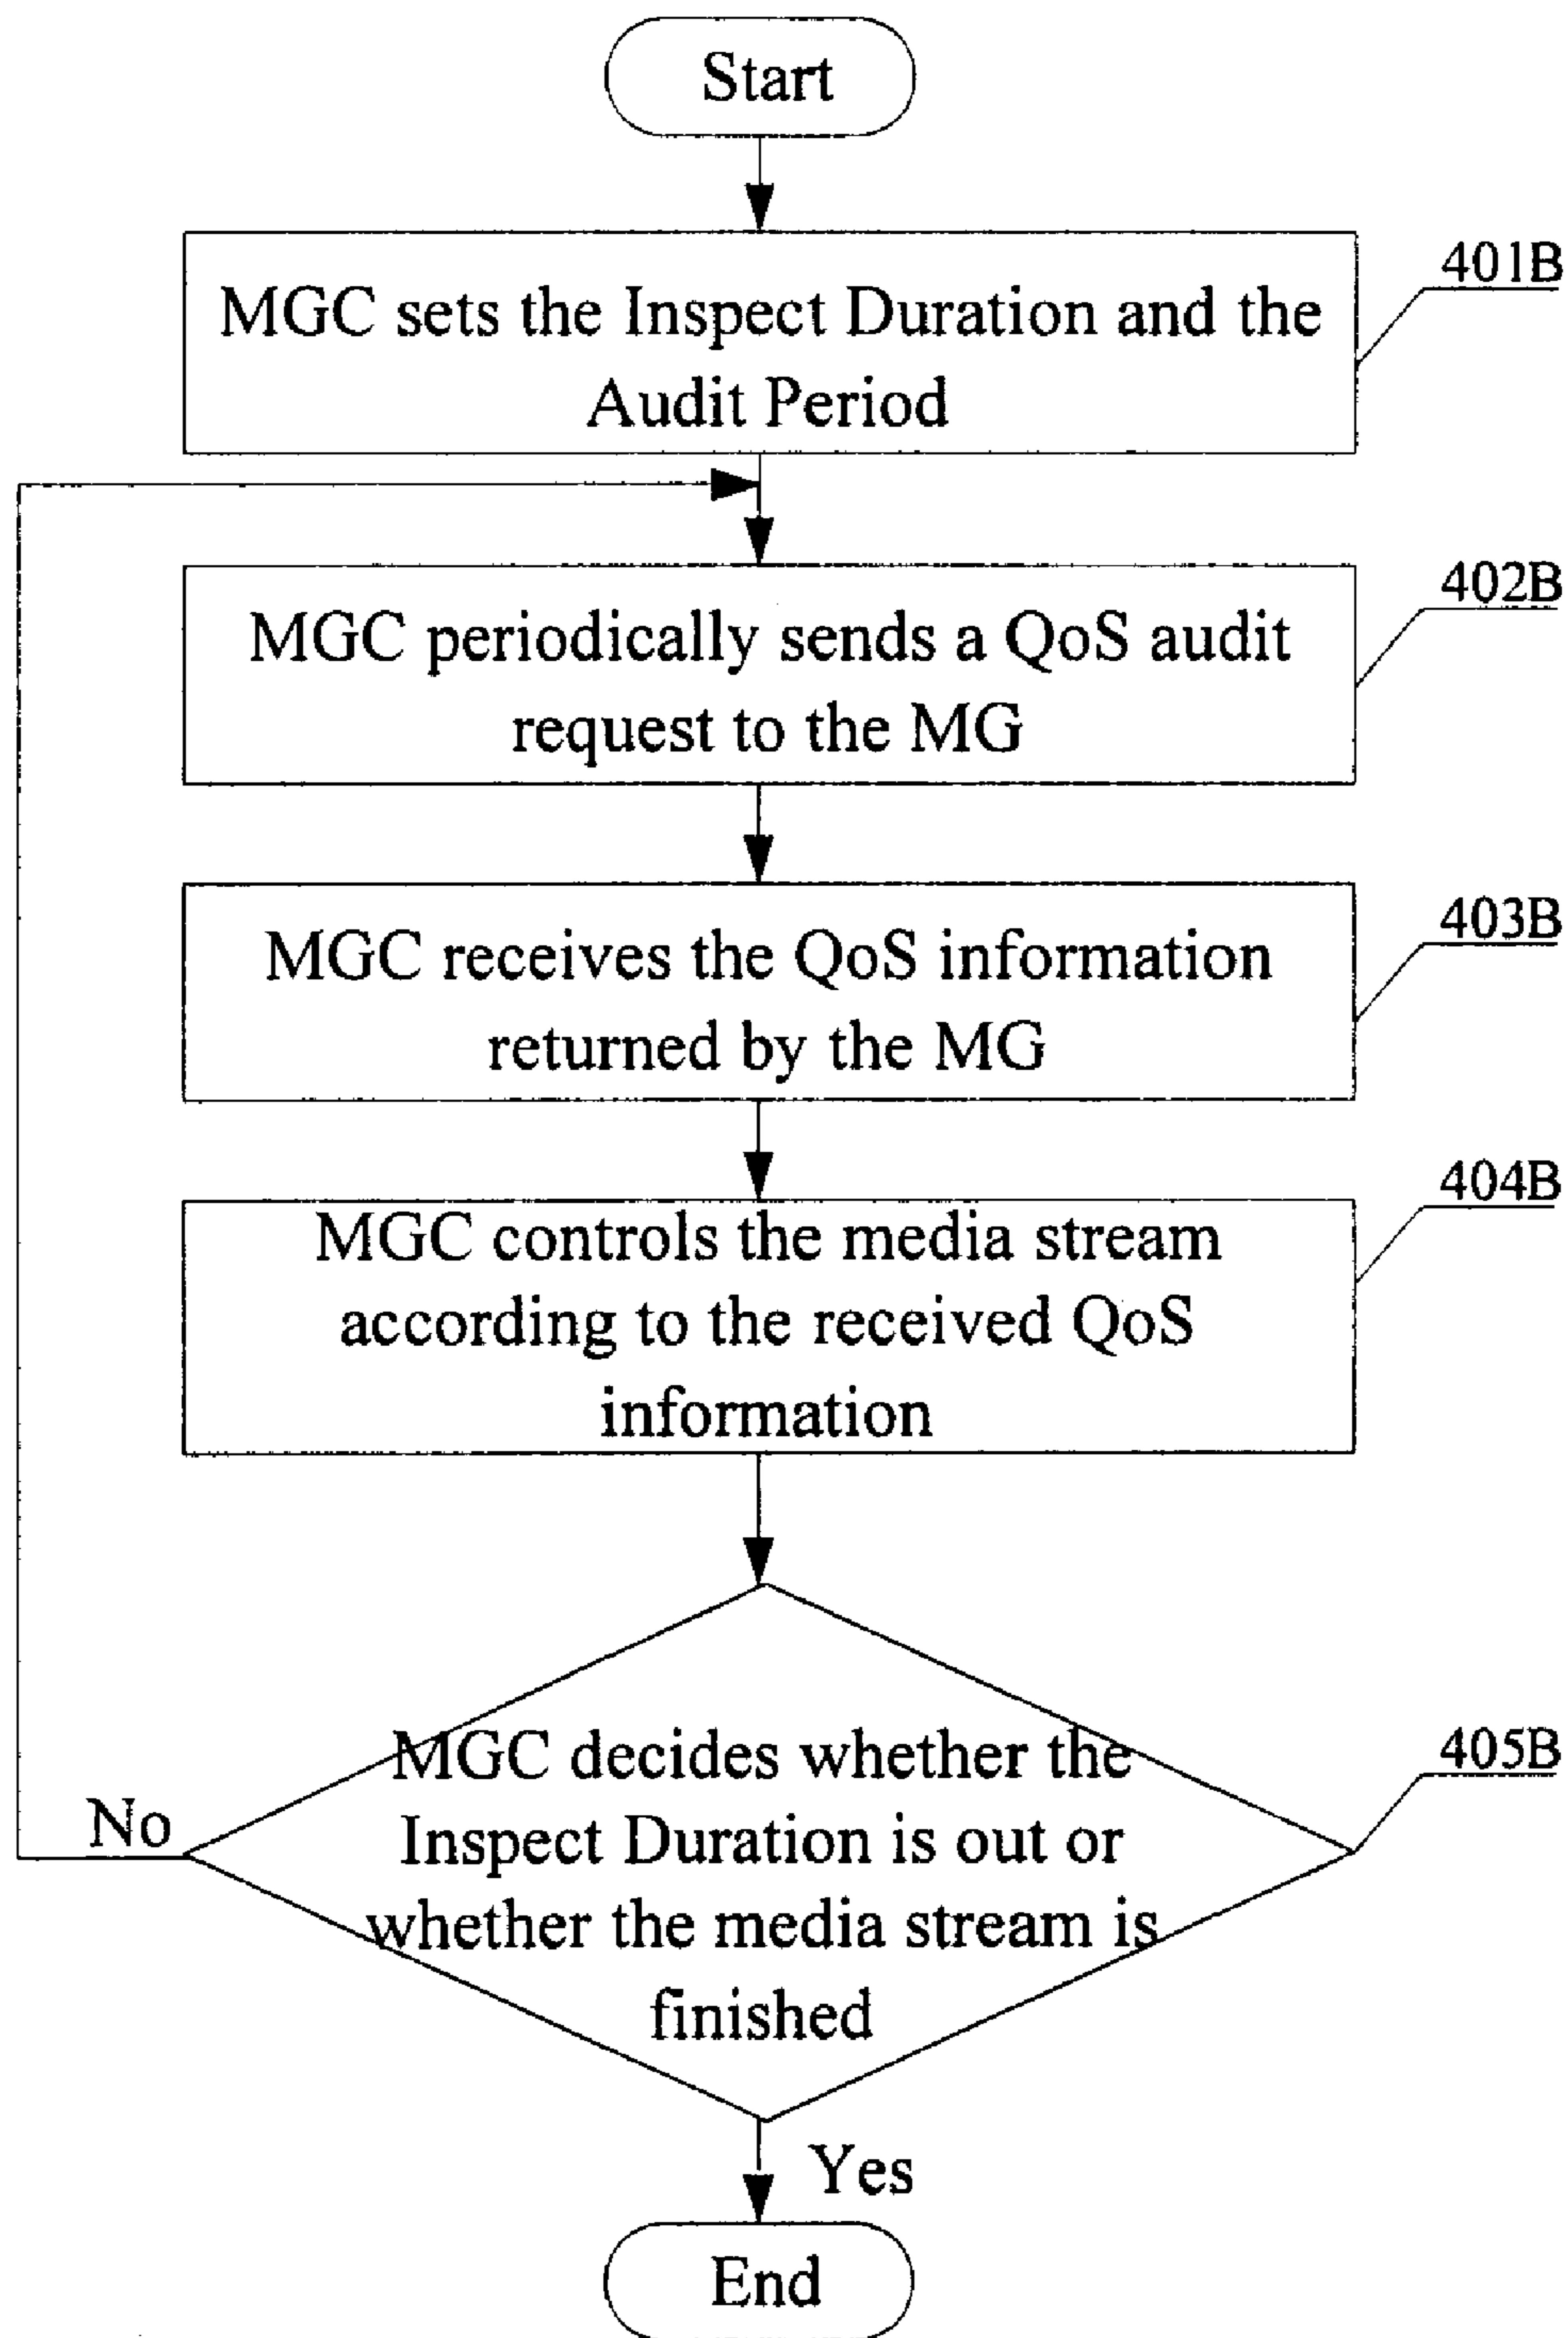 Start
MGC sets the Inspect Duration and the
Audit Period
401B
MGC periodically sends a QoS audit
request to the MG
402B
MGC receives the QoS information
returned by the MG
403B
MGC controls the media stream
according to the received QoS
information
404B
MGC decides whether the
Inspect Duration is out or
whether the media stream is
finished
405B
No
Yes
End